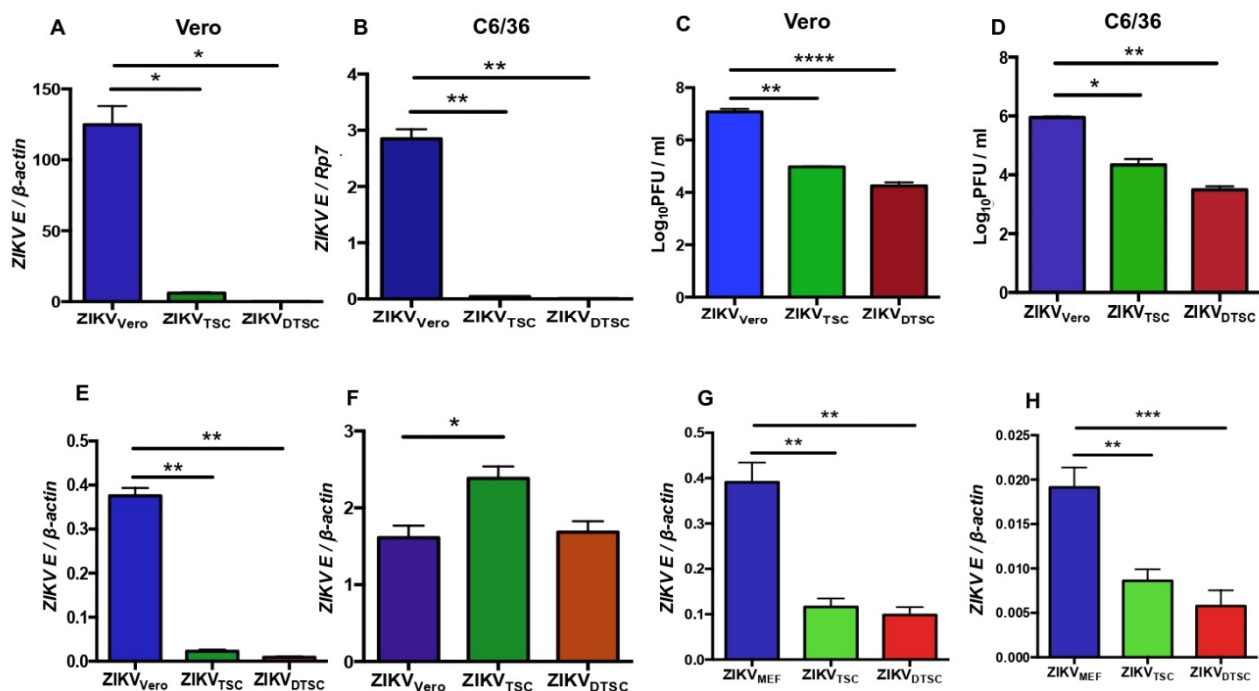 A
Vero
*
*
ZIKV E / β-actin
150
100
50
0
ZIKVVero
ZIKVTSC
ZIKVDTSC
B
C6/36
**
**
ZIKV E / Rp7
4
3
2
1
0
ZIKVVero
ZIKVTSC
ZIKVDTSC
C
Vero
****
**
Log10PFU / ml
8
6
4
2
0
ZIKVVero
ZIKVTSC
ZIKVDTSC
D
C6/36
**
*
Log10PFU / ml
8
6
4
2
0
ZIKVVero
ZIKVTSC
ZIKVDTSC
E
**
**
ZIKV E / β-actin
0.5
0.4
0.3
0.2
0.1
0.0
ZIKVVero
ZIKVTSC
ZIKVDTSC
F
*
ZIKV E / β-actin
3
2
1
0
ZIKVVero
ZIKVTSC
ZIKVDTSC
G
**
**
ZIKV E / β-actin
0.5
0.4
0.3
0.2
0.1
0.0
ZIKVMEF
ZIKVTSC
ZIKVDTSC
H
***
**
ZIKV E / β-actin
0.025
0.020
0.015
0.010
0.005
0.000
ZIKVMEF
ZIKVTSC
ZIKVDTSC